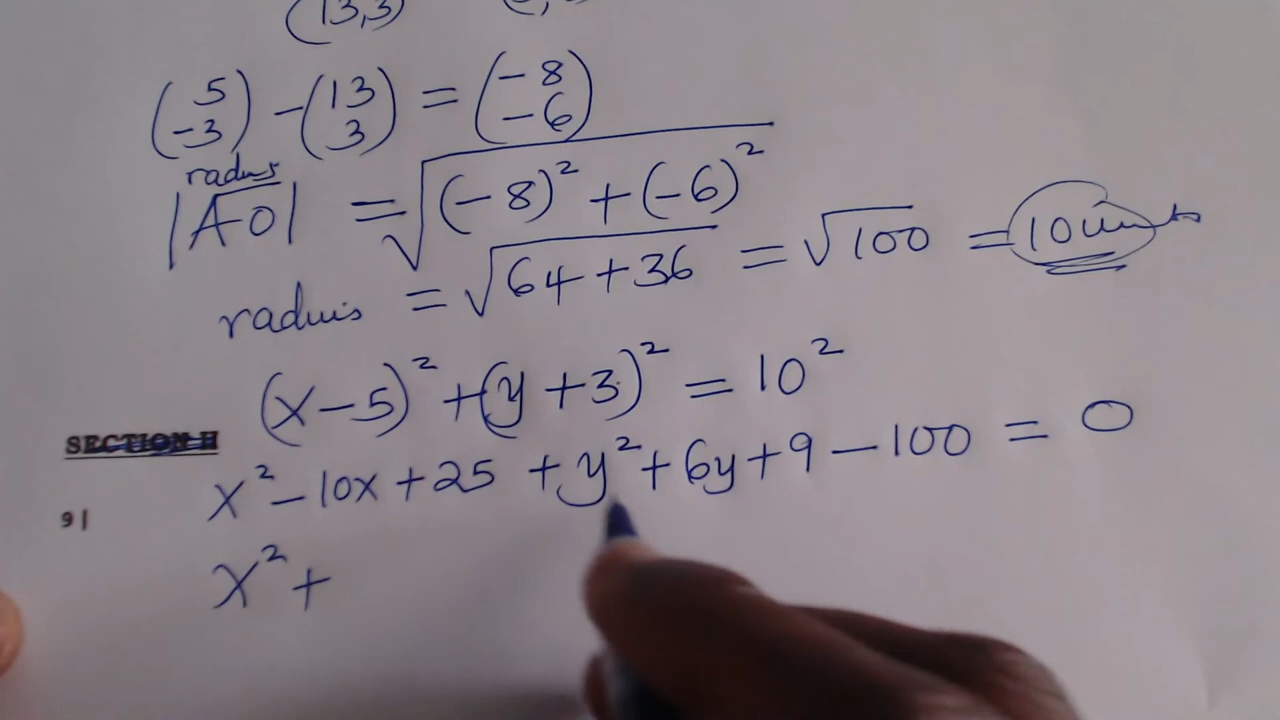 (13,3)
(5/-3) - (13/3) = (-8/-6)
radius
|AO| = √(-8)² + (-6)²
radius = √64 + 36 = √100 = 10 units
(x - 5)² + (y + 3)² = 10²
SECTION H
x² - 10x + 25 + y² + 6y + 9 - 100 = 0
9|
x² +